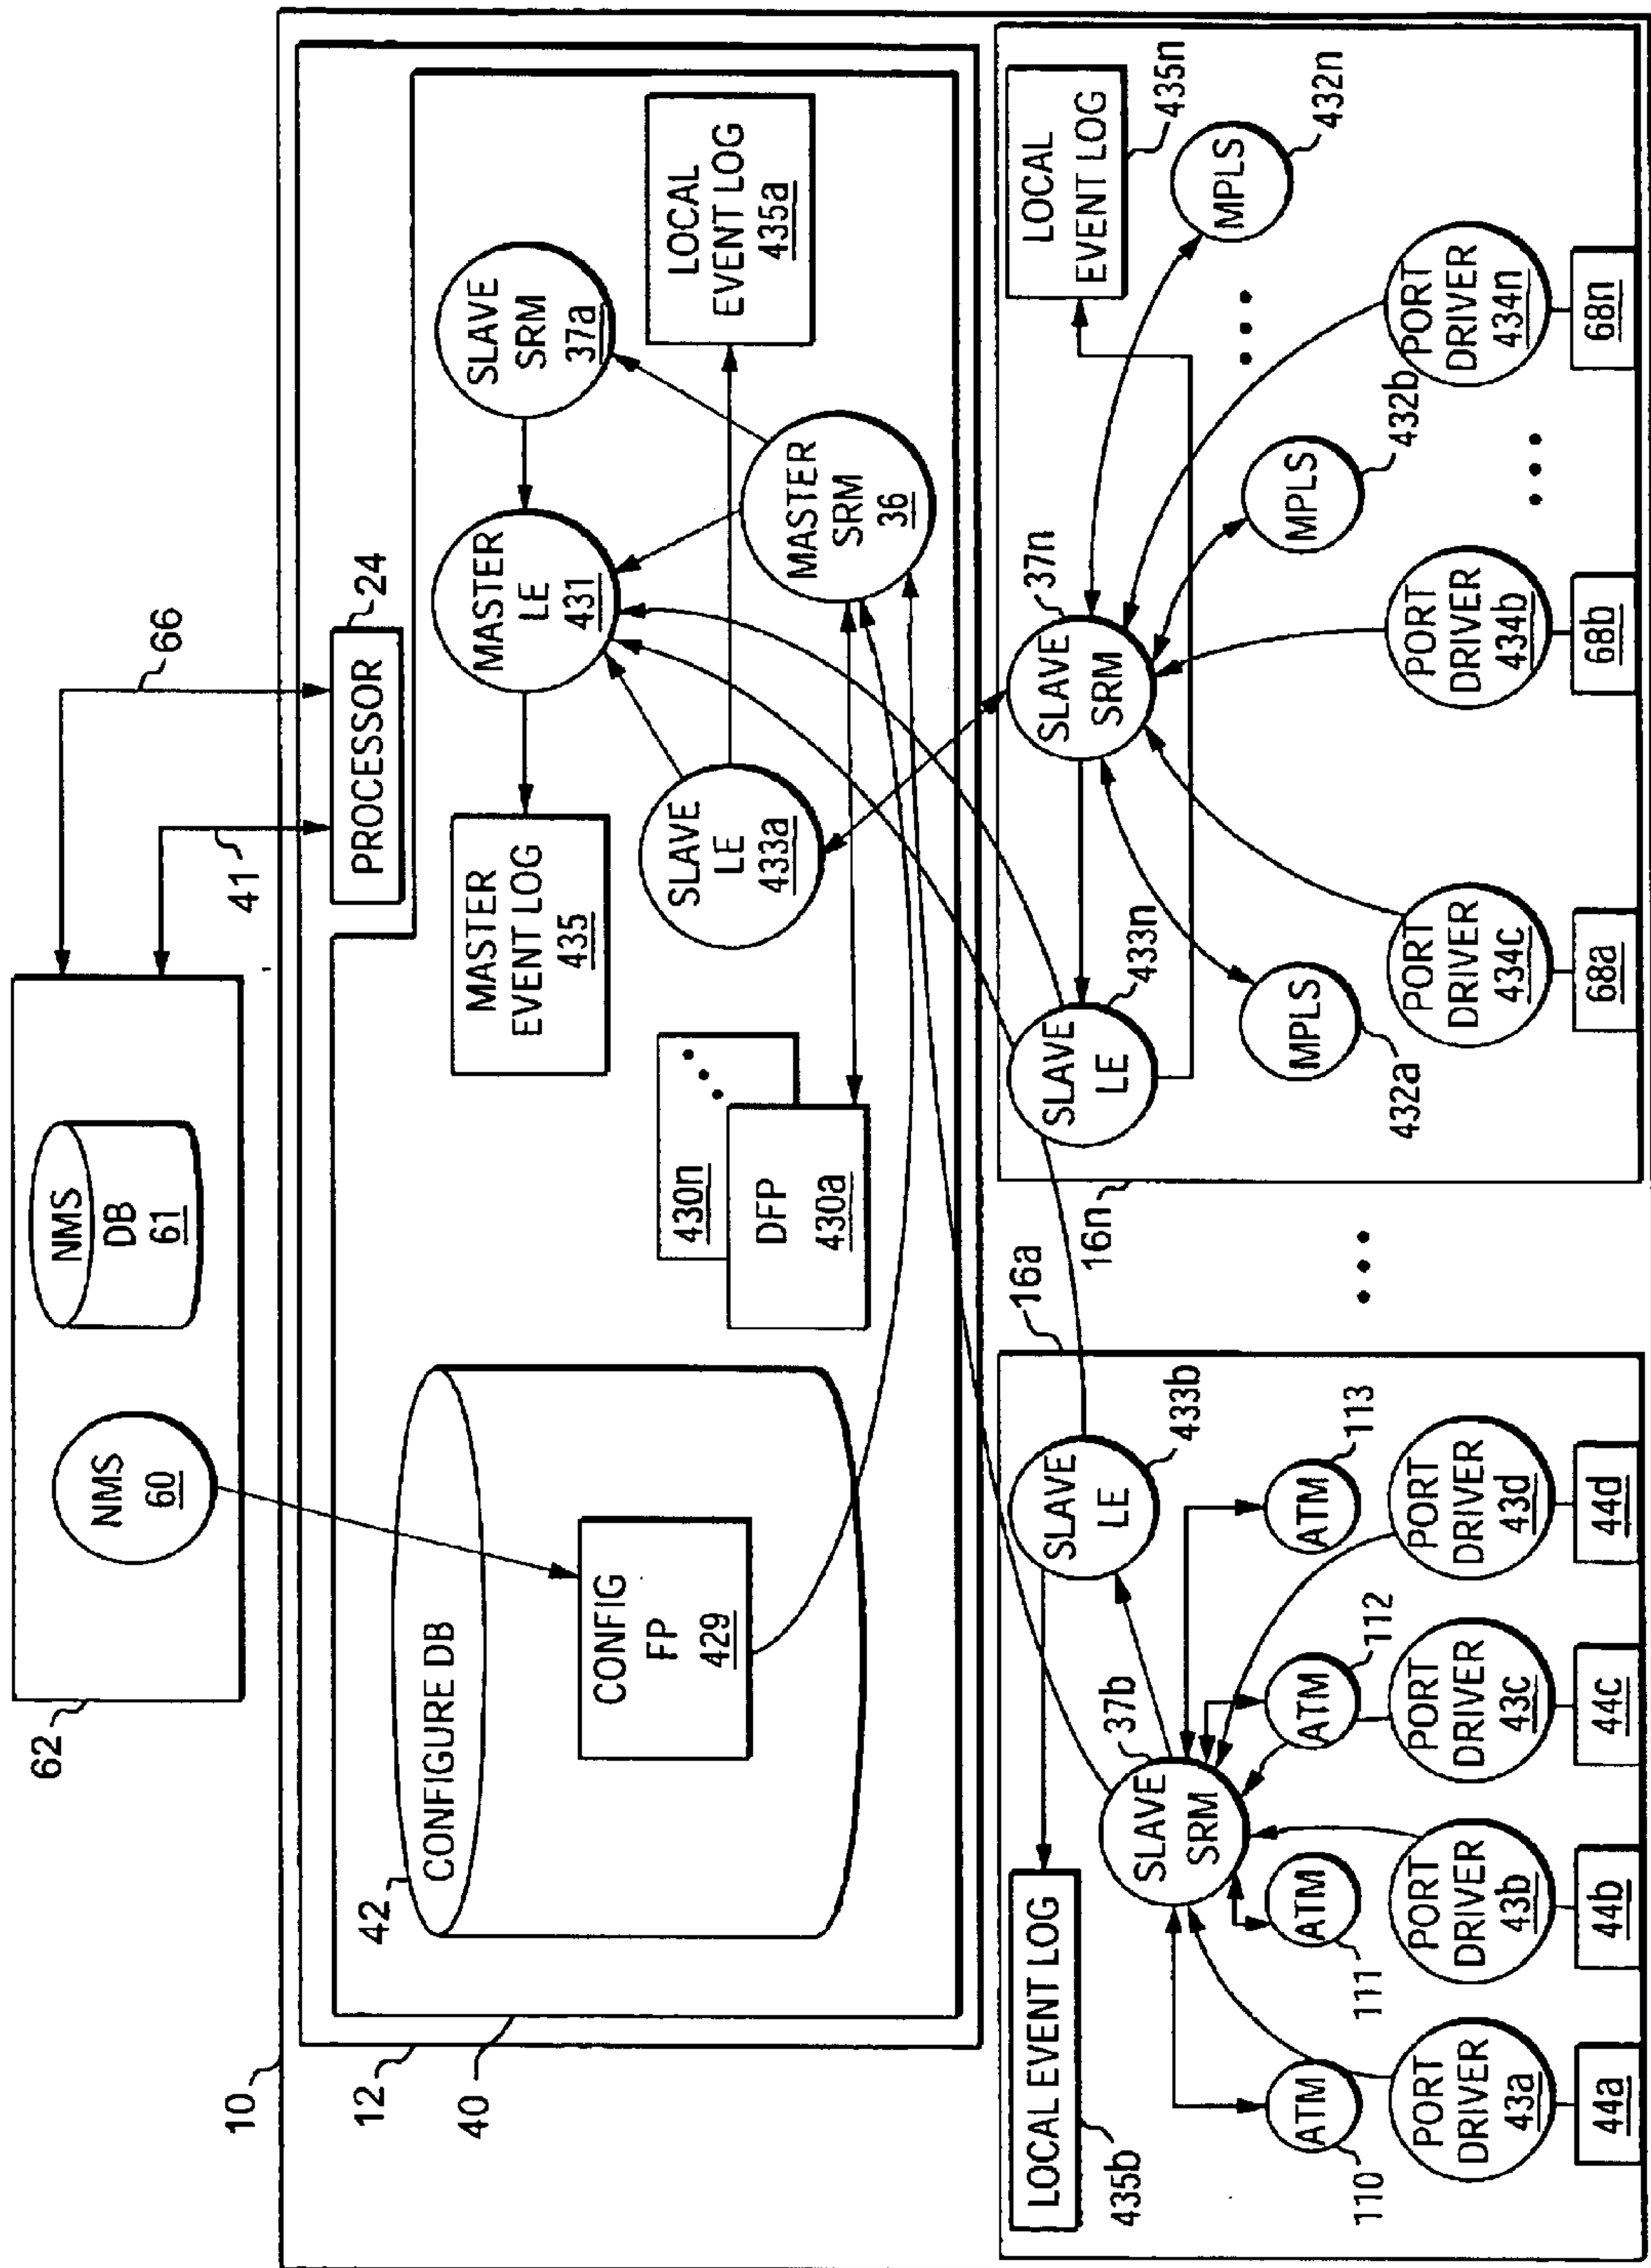 62
NMS
60
NMS
DB
61
41
66
10
12
40
42
CONFIGURE DB
CONFIG
FP
429
PROCESSOR
24
MASTER
EVENT LOG
435
MASTER
LE
431
SLAVE
SRM
37a
LOCAL
EVENT LOG
435a
SLAVE
LE
433a
MASTER
SRM
36
430n
DFP
430a
LOCAL EVENT LOG
435b
16a
SLAVE
LE
433b
SLAVE
SRM
37b
ATM
110
ATM
111
ATM
112
ATM
113
PORT
DRIVER
43a
PORT
DRIVER
43b
PORT
DRIVER
43c
PORT
DRIVER
43d
44a
44b
44c
44d
16n
SLAVE
LE
433n
SLAVE
SRM
37n
LOCAL
EVENT LOG
435n
MPLS
432a
MPLS
432b
MPLS
432n
PORT
DRIVER
434c
PORT
DRIVER
434b
PORT
DRIVER
434n
68a
68b
68n